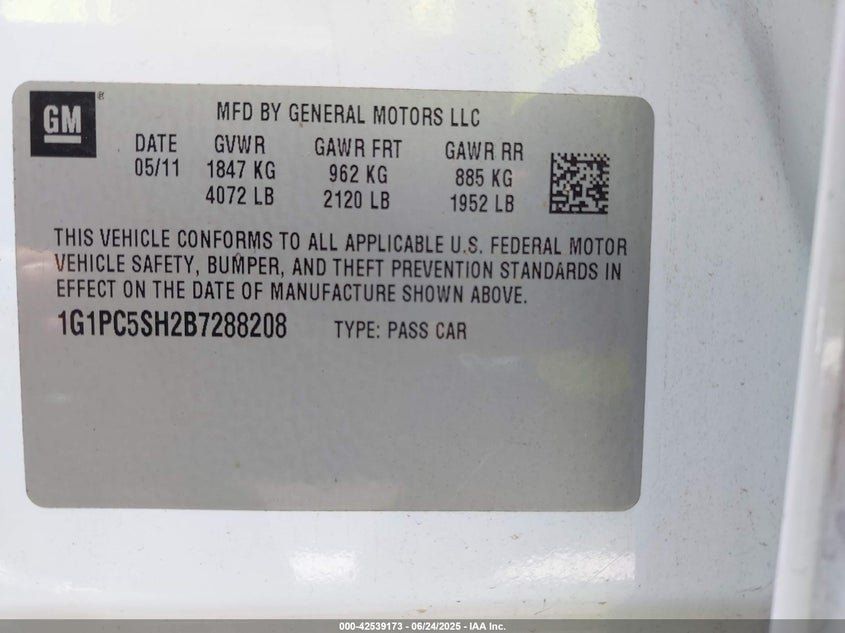 GM
®
MFD BY GENERAL MOTORS LLC
DATE GVWR GAWR FRT GAWR RR
05/11 1847 KG 962 KG 885 KG
4072 LB 2120 LB 1952 LB
THIS VEHICLE CONFORMS TO ALL APPLICABLE U.S. FEDERAL MOTOR
VEHICLE SAFETY, BUMPER, AND THEFT PREVENTION STANDARDS IN
EFFECT ON THE DATE OF MANUFACTURE SHOWN ABOVE.
1G1PC5SH2B7288208 TYPE: PASS CAR
000-42539173 - 06/24/2025 - IAA Inc.